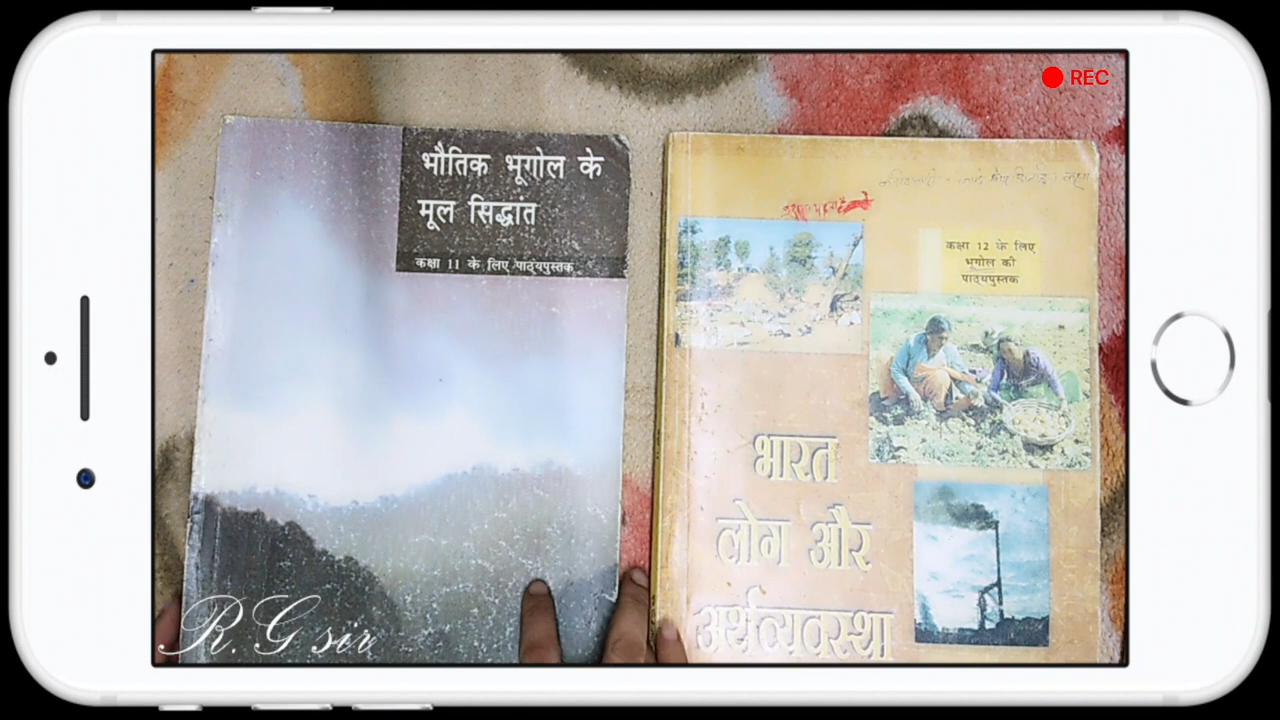 REC
भौतिक भूगोल के
मूल सिद्धांत
कक्षा 11 के लिए पाठ्यपुस्तक
कक्षा 12 के लिए
भूगोल की
पाठ्यपुस्तक
भारत
लोग और
अर्थव्यवस्था
R.G sir